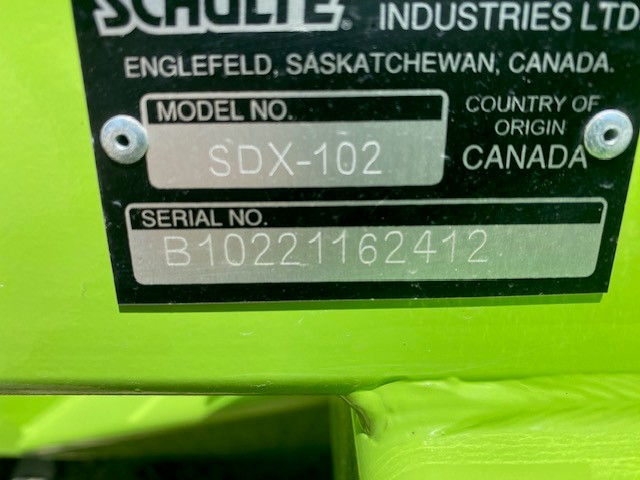 SCHULTE® INDUSTRIES LTD
ENGLEFELD, SASKATCHEWAN, CANADA.
MODEL NO.
SDX-102
COUNTRY OF
ORIGIN
CANADA
SERIAL NO.
B10221162412